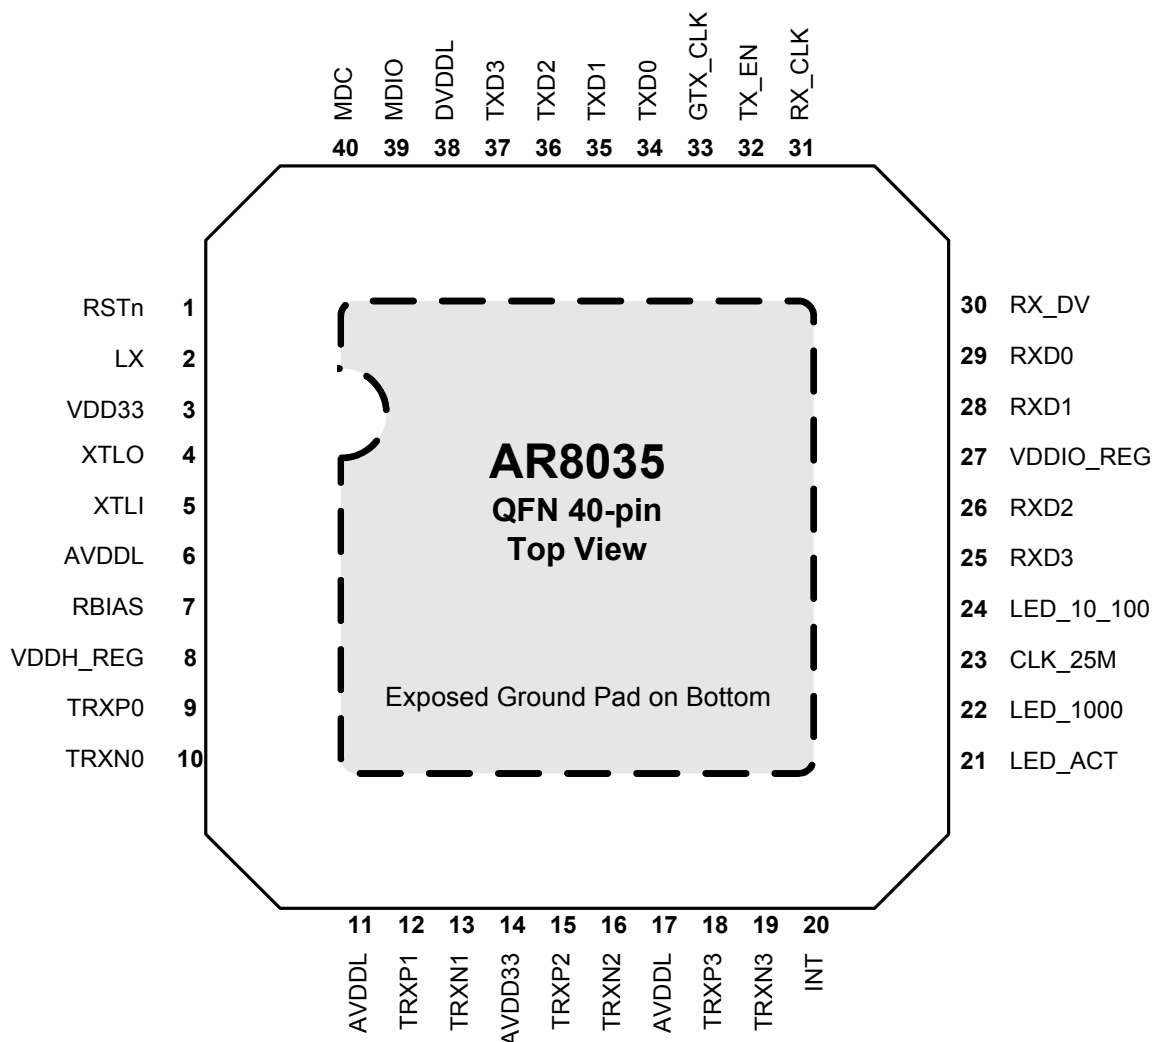 MDC
MDIO
DVDDL
TXD3
TXD2
TXD1
TXD0
GTX_CLK
TX_EN
RX_CLK
40 39 38 37 36 35 34 33 32 31
RSTn 1
LX 2
VDD33 3
XTLO 4
XTLI 5
AVDDL 6
RBIAS 7
VDDH_REG 8
TRXP0 9
TRXN0 10
AR8035
QFN 40-pin
Top View
Exposed Ground Pad on Bottom
30 RX_DV
29 RXD0
28 RXD1
27 VDDIO_REG
26 RXD2
25 RXD3
24 LED_10_100
23 CLK_25M
22 LED_1000
21 LED_ACT
11 12 13 14 15 16 17 18 19 20
AVDDL
TRXP1
TRXN1
AVDD33
TRXP2
TRXN2
AVDDL
TRXP3
TRXN3
INT